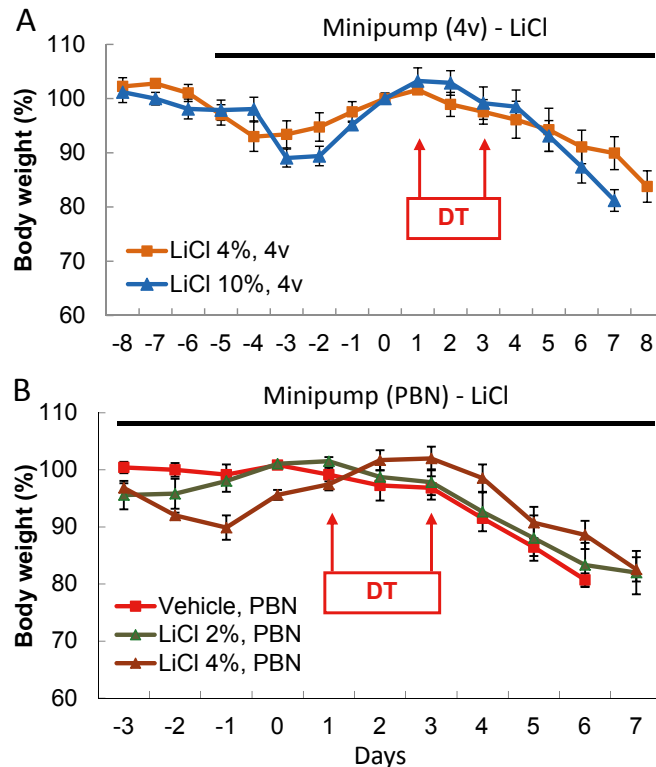 A
Minipump (4v) - LiCl
Body weight (%)
110
100
90
80
70
60
DT
LiCl 4%, 4v
LiCl 10%, 4v
-8 -7 -6 -5 -4 -3 -2 -1 0 1 2 3 4 5 6 7 8
B
Minipump (PBN) - LiCl
Body weight (%)
110
100
90
80
70
60
DT
Vehicle, PBN
LiCl 2%, PBN
LiCl 4%, PBN
-3 -2 -1 0 1 2 3 4 5 6 7
Days